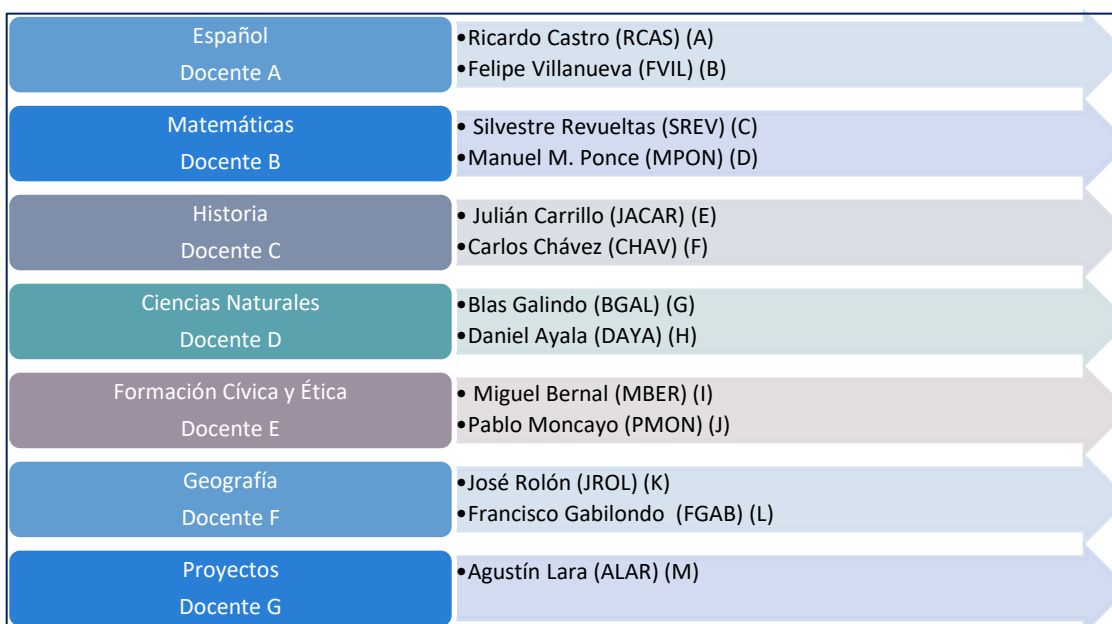 Español
Docente A
•Ricardo Castro (RCAS) (A)
•Felipe Villanueva (FVIL) (B)
Matemáticas
Docente B
• Silvestre Revueltas (SREV) (C)
•Manuel M. Ponce (MPON) (D)
Historia
Docente C
• Julián Carrillo (JACAR) (E)
•Carlos Chávez (CHAV) (F)
Ciencias Naturales
Docente D
•Blas Galindo (BGAL) (G)
•Daniel Ayala (DAYA) (H)
Formación Cívica y Ética
Docente E
• Miguel Bernal (MBER) (I)
•Pablo Moncayo (PMON) (J)
Geografía
Docente F
•José Rolón (JROL) (K)
•Francisco Gabilondo  (FGAB) (L)
Proyectos
Docente G
•Agustín Lara (ALAR) (M)